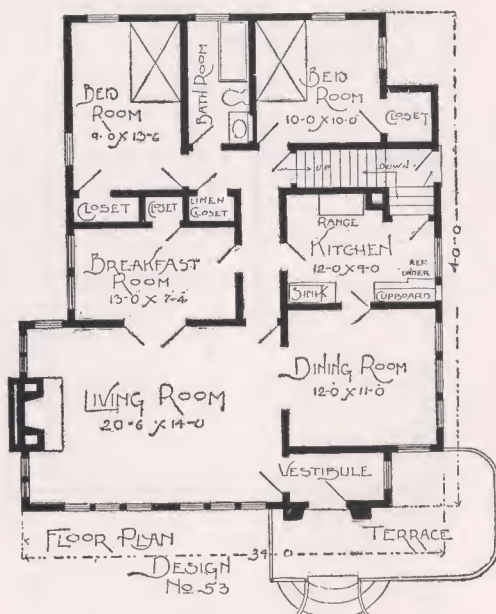 BED
ROOM
9-0 X 13-6
BATH ROOM
BED
ROOM
10-0 X 10-0
CLOSET
UP
DOWN
CLOSET
CLOSET
LINEN
CLOSET
RANGE
KITCHEN
12-0 X 9-0
REF.
UNDER
SINK
CUPBOARD
BREAKFAST
ROOM
13-0 X 7-4
40-0
DINING ROOM
12-0 X 11-0
LIVING ROOM
20-6 X 14-0
VESTIBULE
TERRACE
FLOOR PLAN
34-0
DESIGN
No 53